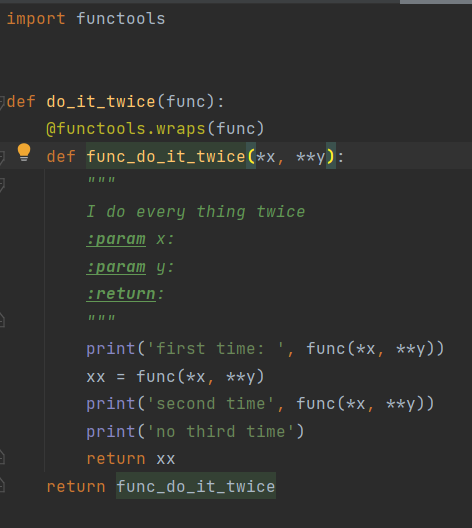 import functools
def do_it_twice(func):
    @functools.wraps(func)
    def func_do_it_twice(*x, **y):
        """
        I do every thing twice
        :param x:
        :param y:
        :return:
        """
        print('first time: ', func(*x, **y))
        xx = func(*x, **y)
        print('second time', func(*x, **y))
        print('no third time')
        return xx
    return func_do_it_twice